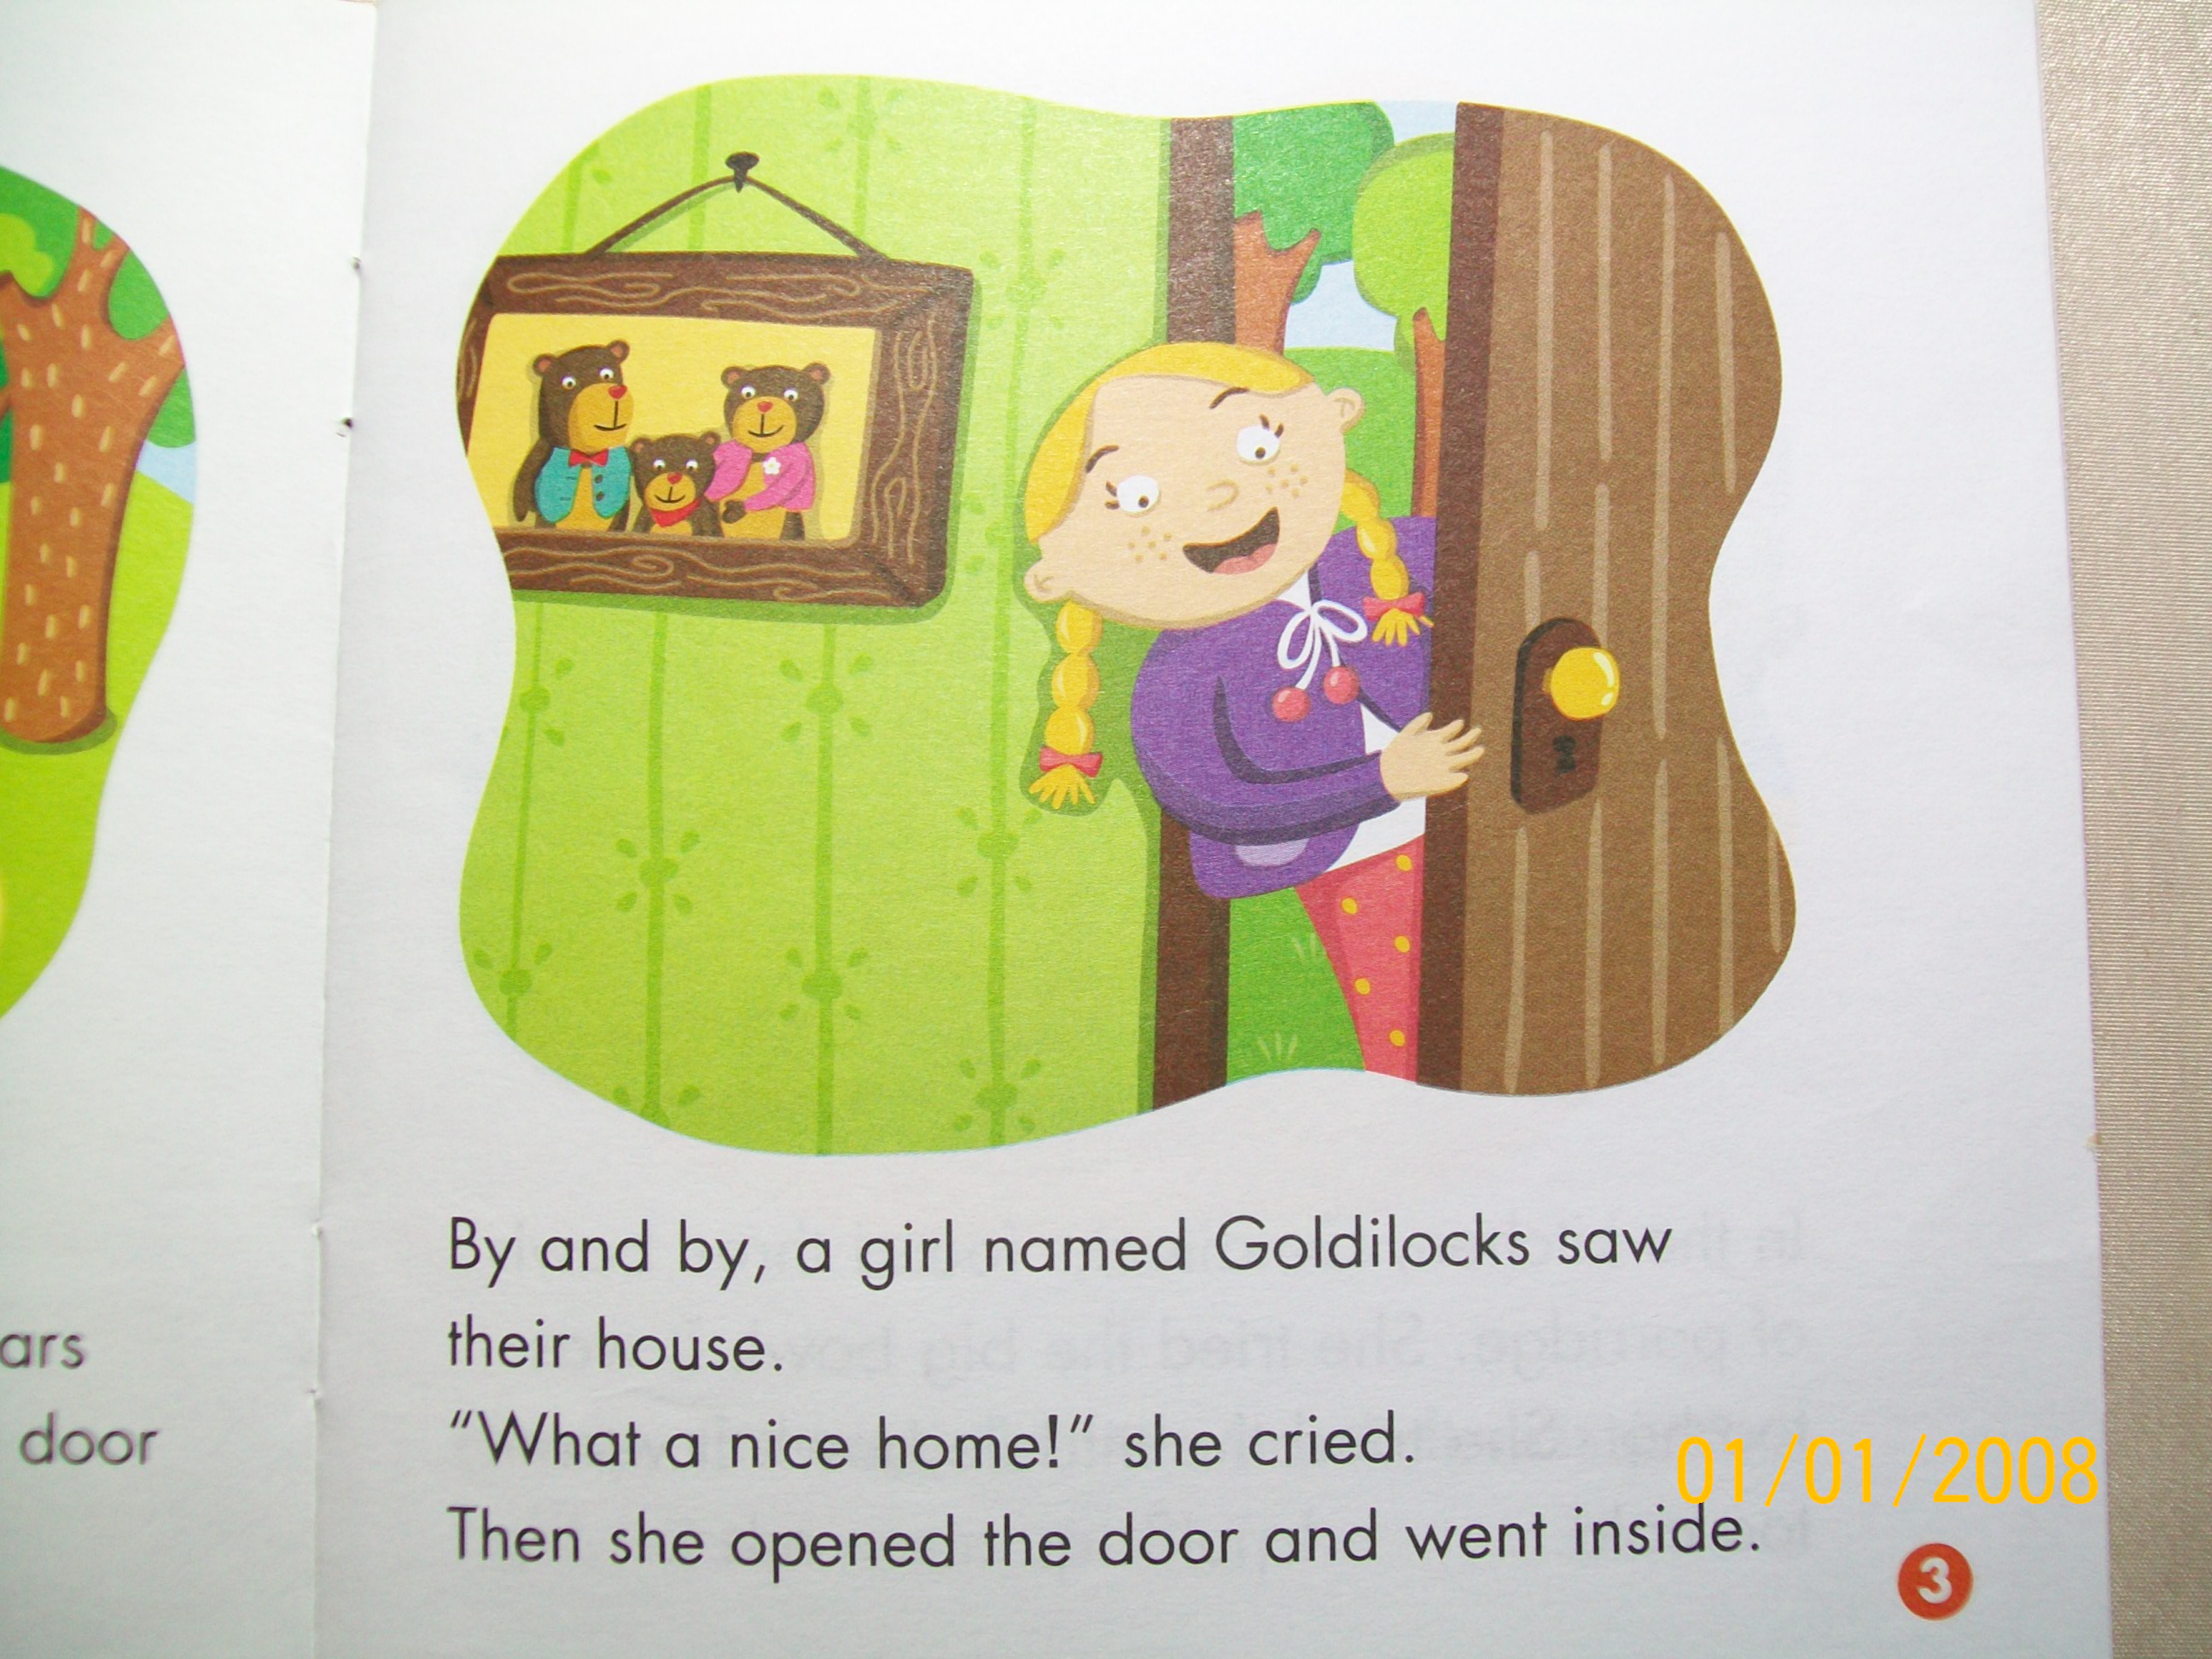 ars
door
By and by, a girl named Goldilocks saw
their house.
“What a nice home!” she cried.
Then she opened the door and went inside.
01/01/2008
3